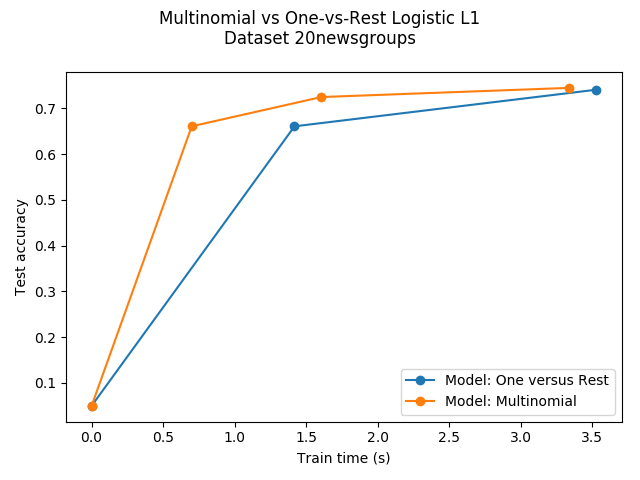 Multinomial vs One-vs-Rest Logistic L1
Dataset 20newsgroups
0.7
0.6
0.5
0.4
0.3
0.2
0.1
Test accuracy
0.0 0.5 1.0 1.5 2.0 2.5 3.0 3.5
Train time (s)
Model: One versus Rest
Model: Multinomial